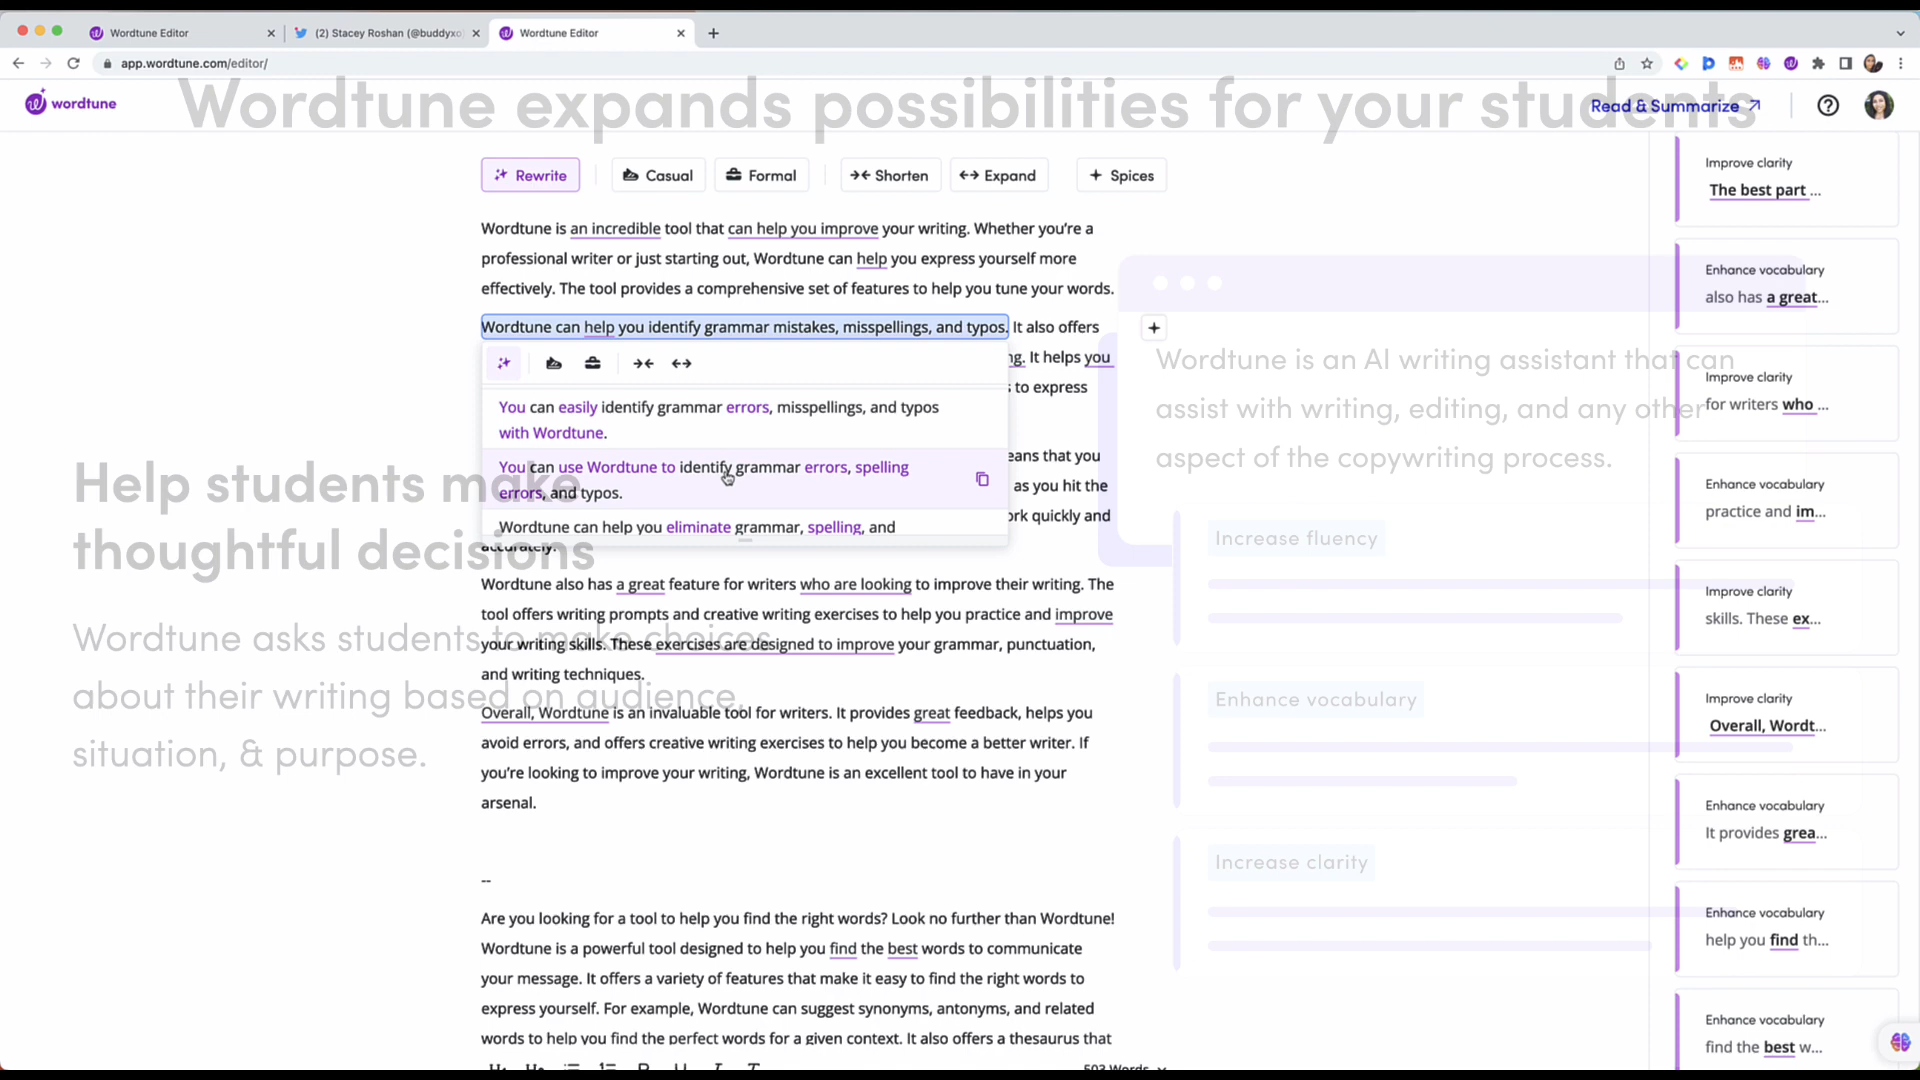 Wordtune Editor
(2) Stacey Roshan (@buddyxo
Wordtune Editor
app.wordtune.com/editor/
wordtune
Wordtune expands possibilities for your students
Read & Summarize
Rewrite
Casual
Formal
Shorten
Expand
Spices
Wordtune is an incredible tool that can help you improve your writing. Whether you're a
professional writer or just starting out, Wordtune can help you express yourself more
effectively. The tool provides a comprehensive set of features to help you tune your words.
Wordtune can help you identify grammar mistakes, misspellings, and typos. It also offers
ng. It helps you
s to express
You can easily identify grammar errors, misspellings, and typos
with Wordtune.
You can use Wordtune to identify grammar errors, spelling
errors, and typos.
Wordtune can help you eliminate grammar, spelling, and
eans that you
as you hit the
ork quickly and
accurately.
Wordtune also has a great feature for writers who are looking to improve their writing. The
tool offers writing prompts and creative writing exercises to help you practice and improve
your writing skills. These exercises are designed to improve your grammar, punctuation,
and writing techniques.
Overall, Wordtune is an invaluable tool for writers. It provides great feedback, helps you
avoid errors, and offers creative writing exercises to help you become a better writer. If
you're looking to improve your writing, Wordtune is an excellent tool to have in your
arsenal.
--
Are you looking for a tool to help you find the right words? Look no further than Wordtune!
Wordtune is a powerful tool designed to help you find the best words to communicate
your message. It offers a variety of features that make it easy to find the right words to
express yourself. For example, Wordtune can suggest synonyms, antonyms, and related
words to help you find the perfect words for a given context. It also offers a thesaurus that
503 Words
Help students make
thoughtful decisions
Wordtune asks students to make choices
about their writing based on audience,
situation, & purpose.
Wordtune is an AI writing assistant that can
assist with writing, editing, and any other
aspect of the copywriting process.
Increase fluency
Enhance vocabulary
Increase clarity
Improve clarity
The best part ...
Enhance vocabulary
also has a great...
Improve clarity
for writers who ...
Enhance vocabulary
practice and im...
Improve clarity
skills. These ex...
Improve clarity
Overall, Wordt...
Enhance vocabulary
It provides grea...
Enhance vocabulary
help you find th...
Enhance vocabulary
find the best w...